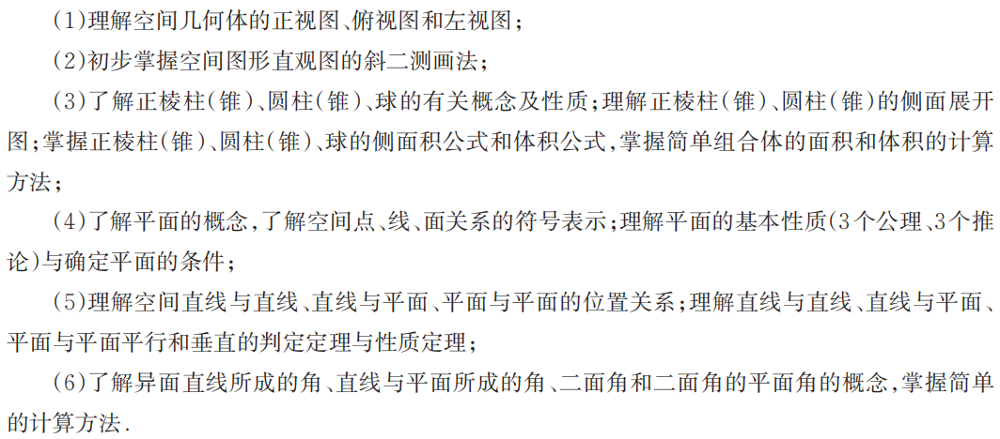 (1)理解空间几何体的正视图、俯视图和左视图;
(2)初步掌握空间图形直观图的斜二测画法;
(3)了解正棱柱(锥)、圆柱(锥)、球的有关概念及性质;理解正棱柱(锥)、圆柱(锥)的侧面展开
图;掌握正棱柱(锥)、圆柱(锥)、球的侧面积公式和体积公式,掌握简单组合体的面积和体积的计算
方法;
(4)了解平面的概念,了解空间点、线、面关系的符号表示;理解平面的基本性质(3个公理、3个推
论)与确定平面的条件;
(5)理解空间直线与直线、直线与平面、平面与平面的位置关系;理解直线与直线、直线与平面、
平面与平面平行和垂直的判定定理与性质定理;
(6)了解异面直线所成的角、直线与平面所成的角、二面角和二面角的平面角的概念,掌握简单
的计算方法.